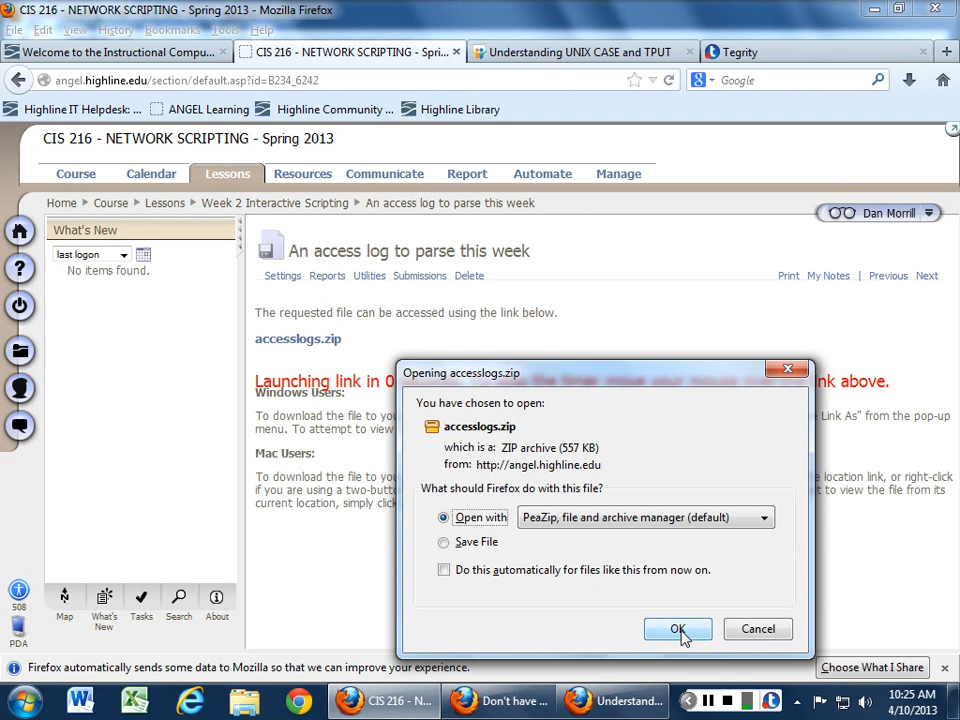 CIS 216 - NETWORK SCRIPTING - Spring 2013 - Mozilla Firefox
File Edit View History Bookmarks Tools Help
Welcome to the Instructional Compu...
CIS 216 - NETWORK SCRIPTING - Spri...
Understanding UNIX CASE and TPUT
Tegrity
angel.highline.edu/section/default.asp?id=B234_6242
Google
Highline IT Helpdesk: ... ANGEL Learning Highline Community ... Highline Library
CIS 216 - NETWORK SCRIPTING - Spring 2013
Course Calendar Lessons Resources Communicate Report Automate Manage
Home Course Lessons Week 2 Interactive Scripting An access log to parse this week
Dan Morrill
What's New
last logon
No items found.
An access log to parse this week
Settings Reports Utilities Submissions Delete
Print My Notes | Previous Next
The requested file can be accessed using the link below.
accesslogs.zip
Launching link in 0
nk above.
Windows Users:
To download the file to you
Link As" from the pop-up
menu. To attempt to view
Mac Users:
To download the file to you
e location link, or right-click
if you are using a two-butto
t to view the file from its
current location, simply click
Opening accesslogs.zip
You have chosen to open:
accesslogs.zip
which is a: ZIP archive (557 KB)
from: http://angel.highline.edu
What should Firefox do with this file?
Open with PeaZip, file and archive manager (default)
Save File
Do this automatically for files like this from now on.
OK Cancel
Map What's New Tasks Search About
508
PDA
Firefox automatically sends some data to Mozilla so that we can improve your experience.
Choose What I Share
CIS 216 - N... Don't have ... Understand...
10:25 AM
4/10/2013